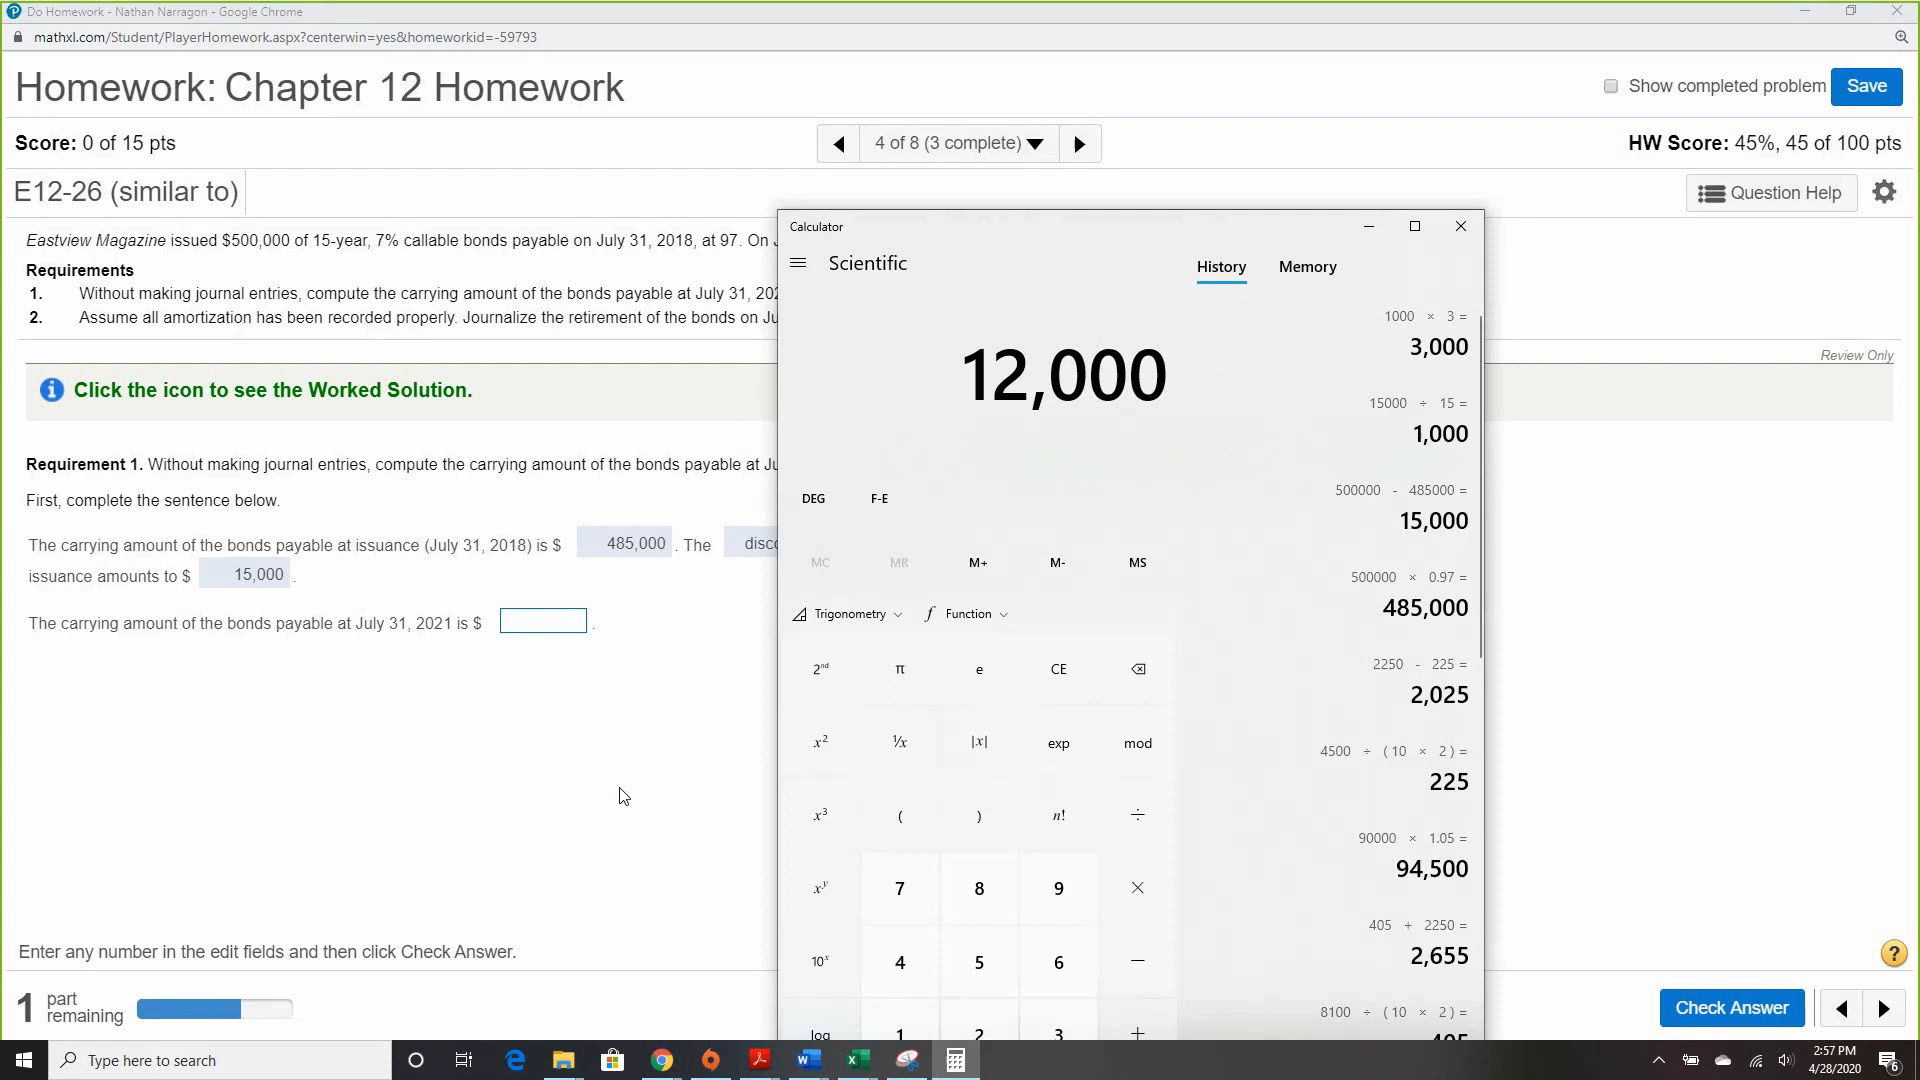 Do Homework - Nathan Narragon - Google Chrome
mathxl.com/Student/PlayerHomework.aspx?centerwin=yes&homeworkid=-59793
Homework: Chapter 12 Homework
Show completed problem
Save
Score: 0 of 15 pts
4 of 8 (3 complete)
HW Score: 45%, 45 of 100 pts
E12-26 (similar to)
Question Help
Eastview Magazine issued $500,000 of 15-year, 7% callable bonds payable on July 31, 2018, at 97. On
Requirements
1. Without making journal entries, compute the carrying amount of the bonds payable at July 31,
2. Assume all amortization has been recorded properly. Journalize the retirement of the bonds on
Review Only
Click the icon to see the Worked Solution.
Requirement 1. Without making journal entries, compute the carrying amount of the bonds payable at
First, complete the sentence below.
The carrying amount of the bonds payable at issuance (July 31, 2018) is $ 485,000 . The
issuance amounts to $ 15,000 .
The carrying amount of the bonds payable at July 31, 2021 is $ .
Enter any number in the edit fields and then click Check Answer.
1 part remaining
Check Answer
?
Calculator
Scientific
History Memory
12,000
1000 × 3 =
3,000
15000 ÷ 15 =
1,000
500000 - 485000 =
15,000
500000 × 0.97 =
485,000
2250 - 225 =
2,025
4500 ÷ ( 10 × 2 ) =
225
90000 × 1.05 =
94,500
405 + 2250 =
2,655
8100 ÷ ( 10 × 2 ) =
405
DEG F-E
MC MR M+ M- MS
Trigonometry f Function
2nd π e CE
x2 ⅟x |x| exp mod
x3 ( ) n! ÷
xy 7 8 9 ×
10x 4 5 6 −
log 1 2 3 +
Type here to search
2:57 PM
4/28/2020
6